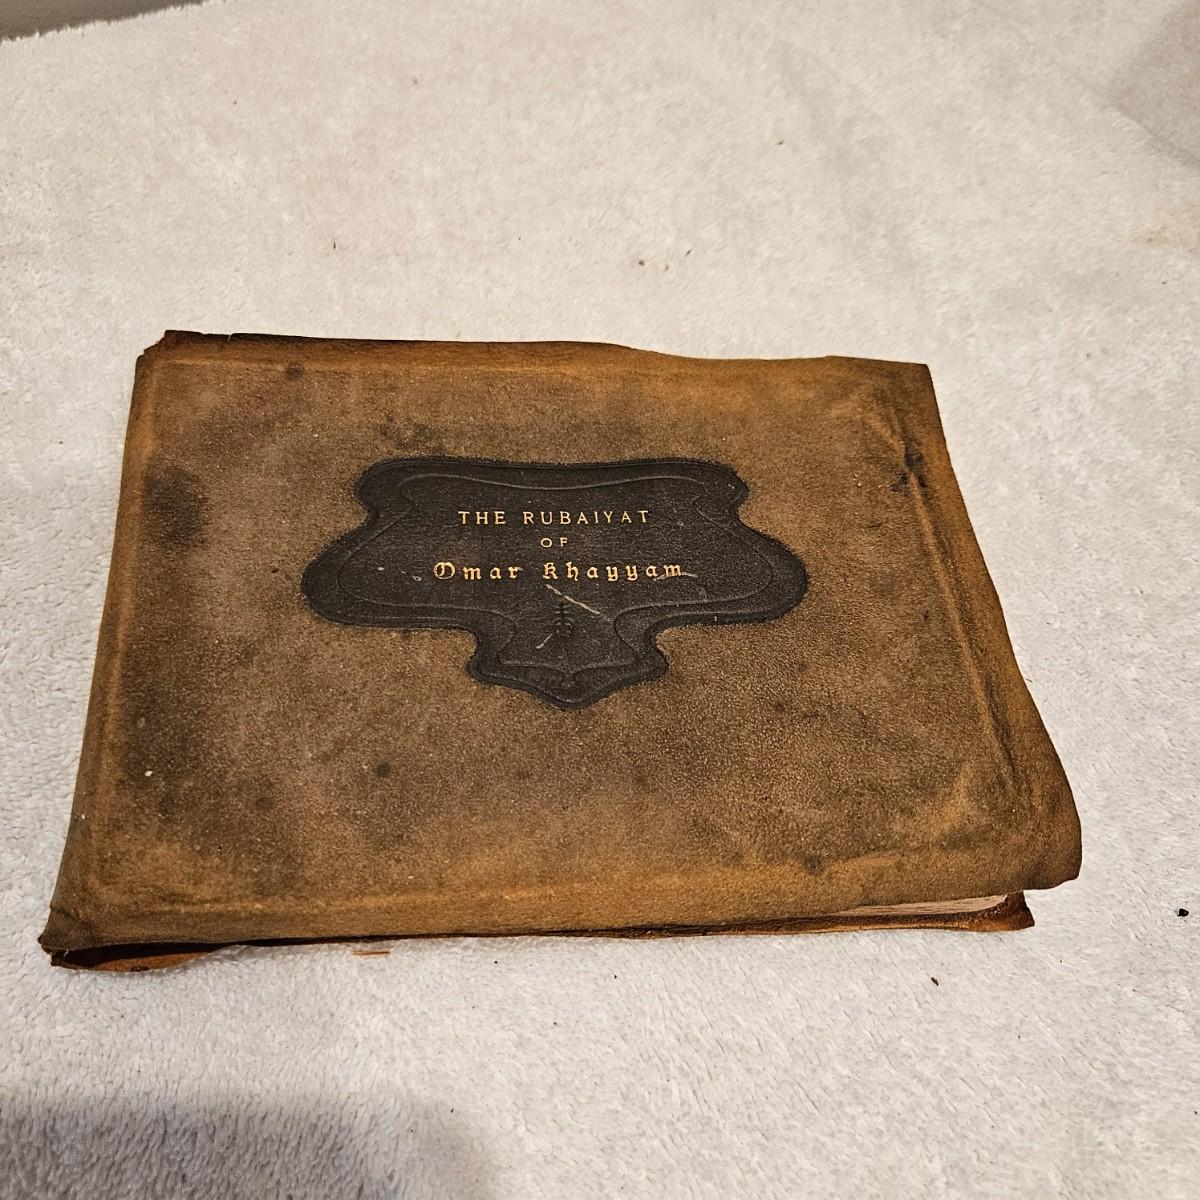 THE RUBAIYAT
OF
Omar Khayyam